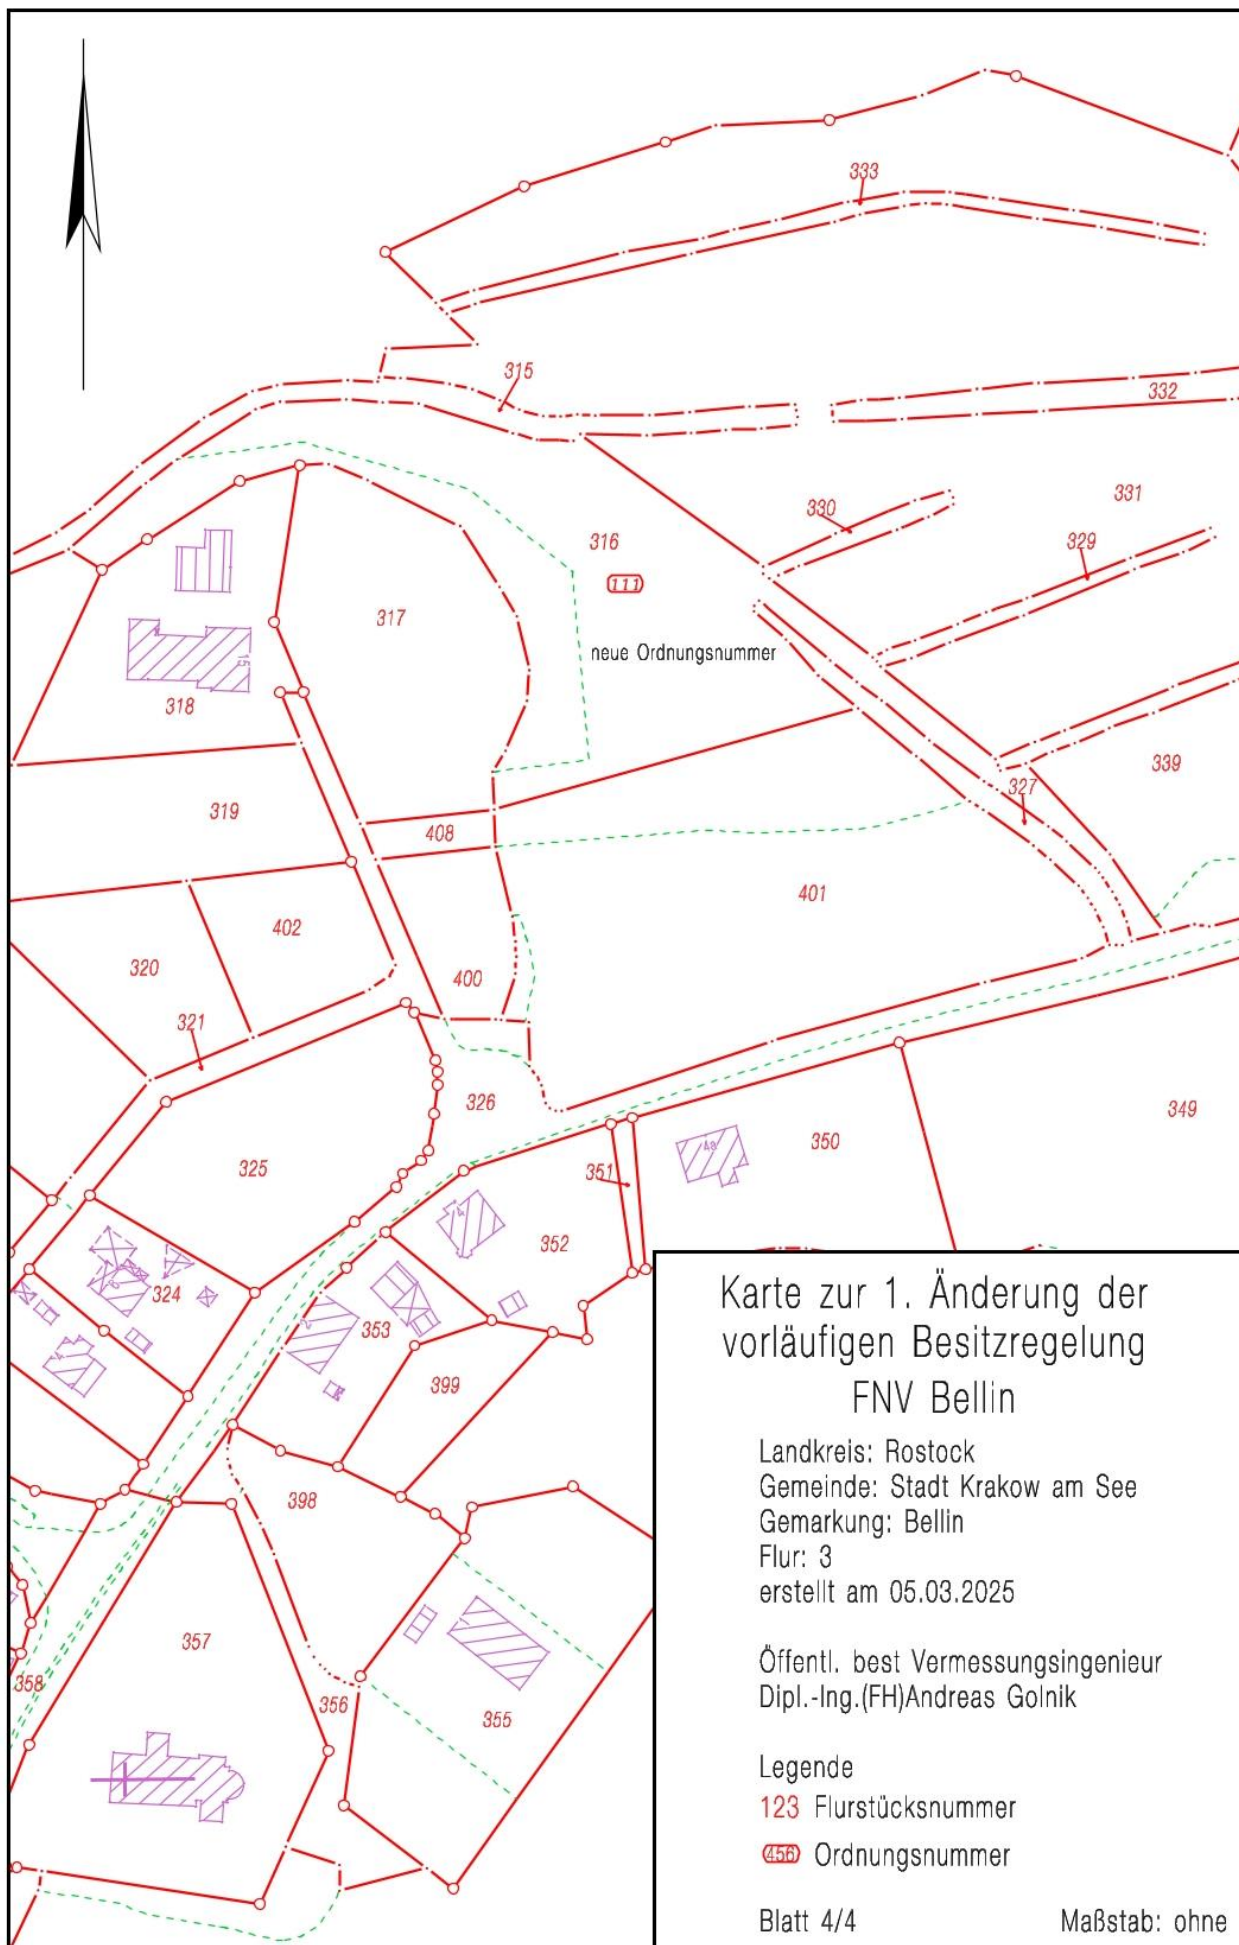 333
315
332
331
330
316
329
111
317
neue Ordnungsnummer
15
318
339
327
319
408
401
402
320
400
321
326
349
350
4a
325
351
352
324
2
353
399
398
357
1
358
356
355
Karte zur 1. Änderung der
vorläufigen Besitzregelung
FNV Bellin
Landkreis: Rostock
Gemeinde: Stadt Krakow am See
Gemarkung: Bellin
Flur: 3
erstellt am 05.03.2025
Öffentl. best Vermessungsingenieur
Dipl.-Ing.(FH)Andreas Golnik
Legende
123 Flurstücksnummer
456 Ordnungsnummer
Blatt 4/4 Maßstab: ohne